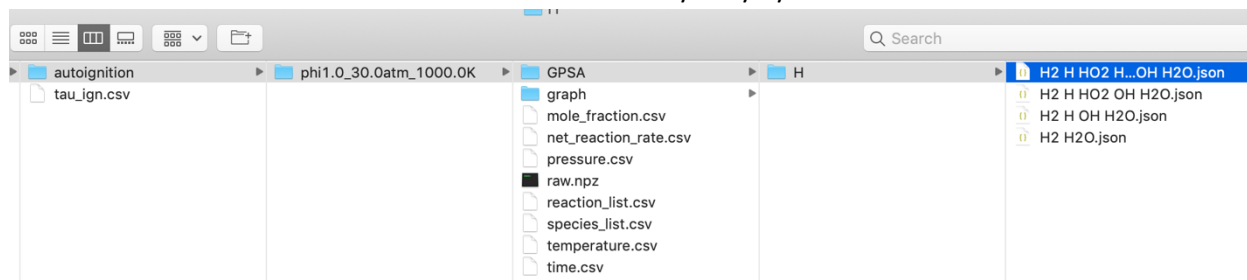 H
Search
autoignition
tau_ign.csv
phi1.0_30.0atm_1000.0K
GPSA
graph
mole_fraction.csv
net_reaction_rate.csv
pressure.csv
raw.npz
reaction_list.csv
species_list.csv
temperature.csv
time.csv
H
H2 H HO2 H...OH H2O.json
H2 H HO2 OH H2O.json
H2 H OH H2O.json
H2 H2O.json